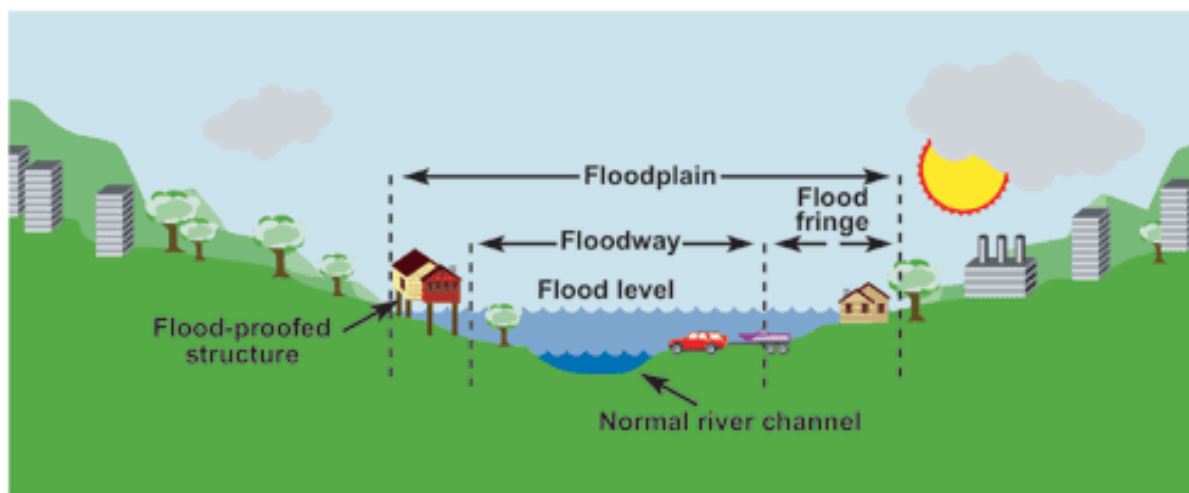 Floodplain
Flood
fringe
Floodway
Flood level
Flood-proofed
structure
Normal river channel